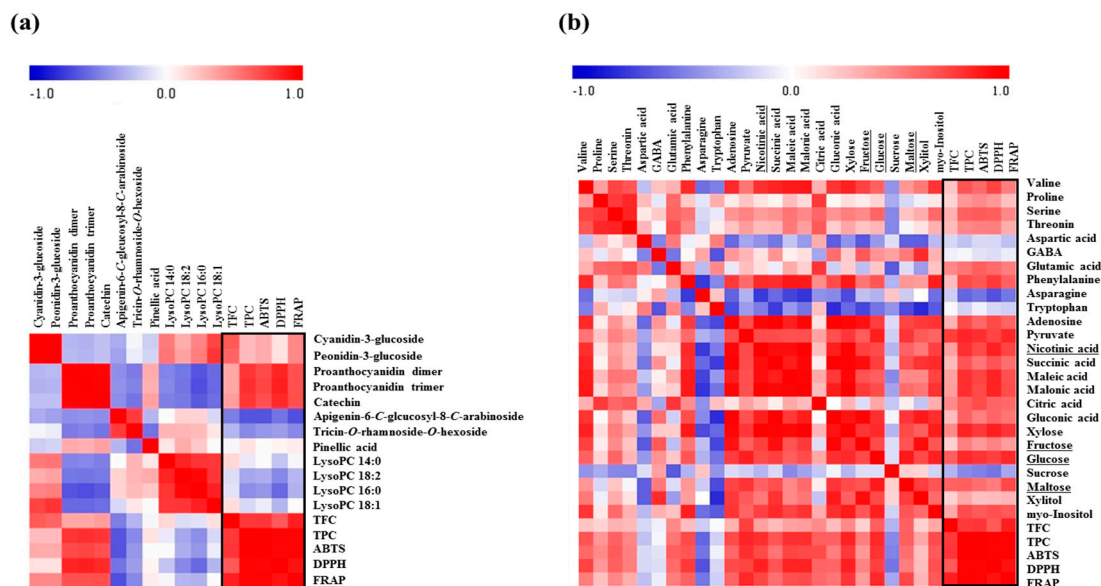 (a)
-1.0 0.0 1.0
Cyanidin-3-glucoside
Peonidin-3-glucoside
Proanthocyanidin dimer
Proanthocyanidin trimer
Catechin
Apigenin-6-C-glcucosyl-8-C-arabinoside
Tricin-O-rhamnoside-O-hexoside
Pinellic acid
LysoPC 14:0
LysoPC 18:2
LysoPC 16:0
LysoPC 18:1
TFC
TPC
ABTS
DPPH
FRAP
Cyanidin-3-glucoside
Peonidin-3-glucoside
Proanthocyanidin dimer
Proanthocyanidin trimer
Catechin
Apigenin-6-C-glcucosyl-8-C-arabinoside
Tricin-O-rhamnoside-O-hexoside
Pinellic acid
LysoPC 14:0
LysoPC 18:2
LysoPC 16:0
LysoPC 18:1
TFC
TPC
ABTS
DPPH
FRAP
(b)
-1.0 0.0 1.0
Valine
Proline
Serine
Threonin
Aspartic acid
GABA
Glutamic acid
Phenylalanine
Asparagine
Tryptophan
Adenosine
Pyruvate
Nicotinic acid
Succinic acid
Maleic acid
Malonic acid
Citric acid
Gluconic acid
Xylose
Fructose
Glucose
Sucrose
Maltose
Xylitol
myo-Inositol
TFC
TPC
ABTS
DPPH
FRAP
Valine
Proline
Serine
Threonin
Aspartic acid
GABA
Glutamic acid
Phenylalanine
Asparagine
Tryptophan
Adenosine
Pyruvate
Nicotinic acid
Succinic acid
Maleic acid
Malonic acid
Citric acid
Gluconic acid
Xylose
Fructose
Glucose
Sucrose
Maltose
Xylitol
myo-Inositol
TFC
TPC
ABTS
DPPH
FRAP